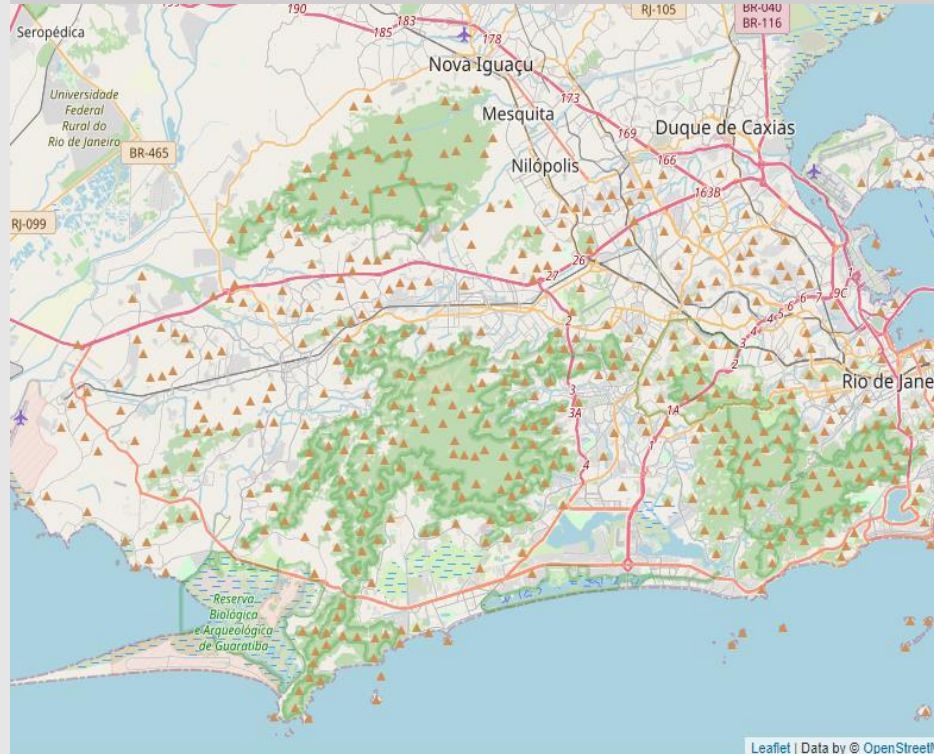 190
183
185
178
RJ-105
BR-040
BR-116
Seropédica
Nova Iguaçu
Universidade
Federal
Rural do
Rio de Janeiro
Mesquita
173
169
Duque de Caxias
BR-465
166
Nilópolis
163B
RJ-099
26
27
2
9C
7
6
6
5
4
4
3
2
Rio de Jane
3
3A
1A
1
4
Reserva
Biológica
e Arqueológica
de Guaratiba
Leaflet | Data by © OpenStreetM